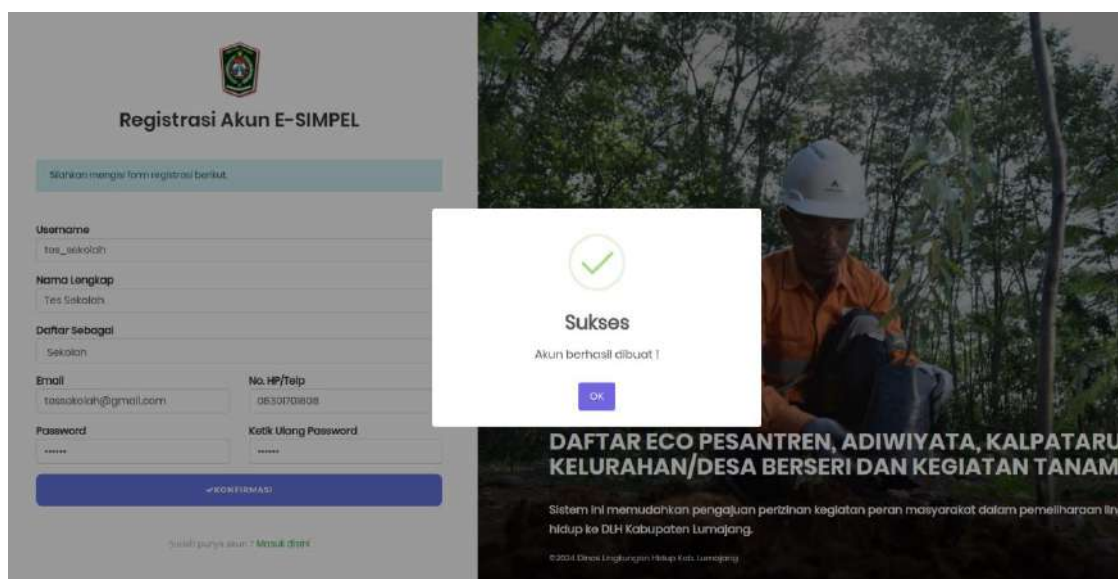 Registrasi Akun E-SIMPEL
Silahkan mengisi form registrasi berikut.
Username
tes_sekolah
Nama Lengkap
Tes Sekolah
Daftar Sebagai
Sekolah
Email
No. HP/Telp
tessekolah@gmail.com
Password
Ketik Ulang Password
••••••
••••••
KONFIRMASI
Sudah punya akun ? Masuk disini
Sukses
Akun berhasil dibuat !
OK
DAFTAR ECO PESANTREN, ADIWIYATA, KALPATARU
KELURAHAN/DESA BERSERI DAN KEGIATAN TANAM
Sistem ini memudahkan pengajuan perizinan kegiatan peran masyarakat dalam pemeliharaan lin
hidup ke DLH Kabupaten Lumajang.
©2024 Dinas Lingkungan Hidup Kab. Lumajang